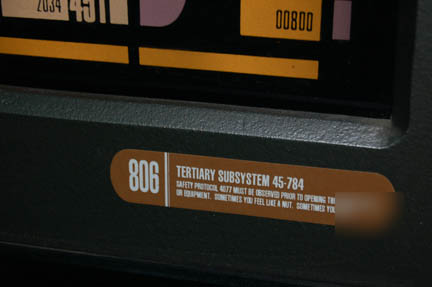 2034 4511
00800
806
TERTIARY SUBSYSTEM 45-784
SAFETY PROTOCOL 4077 MUST BE OBSERVED PRIOR TO OPENING
OR EQUIPMENT. SOMETIMES YOU FEEL LIKE A NUT. SOMETIMES